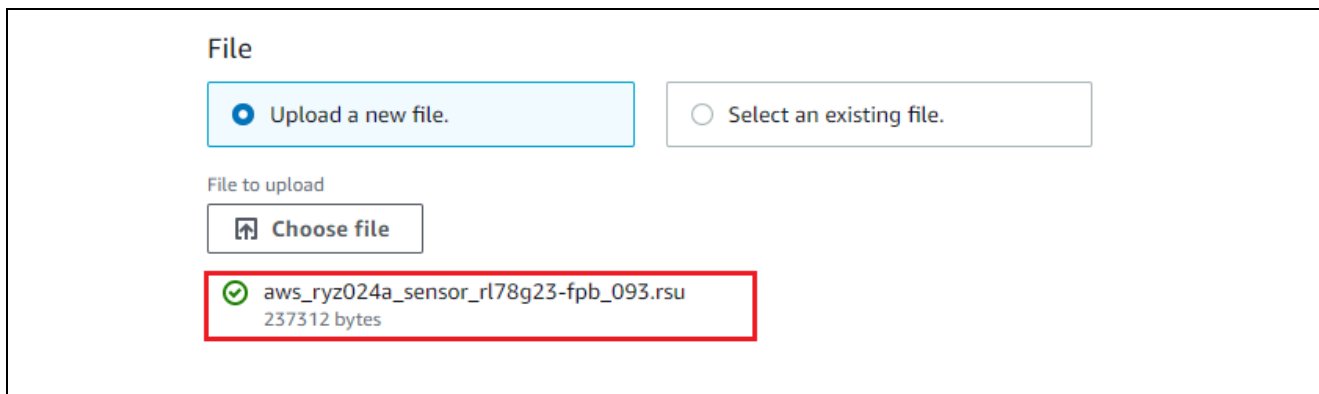 File
Upload a new file.
Select an existing file.
File to upload
Choose file
aws_ryz024a_sensor_rl78g23-fpb_093.rsu
237312 bytes